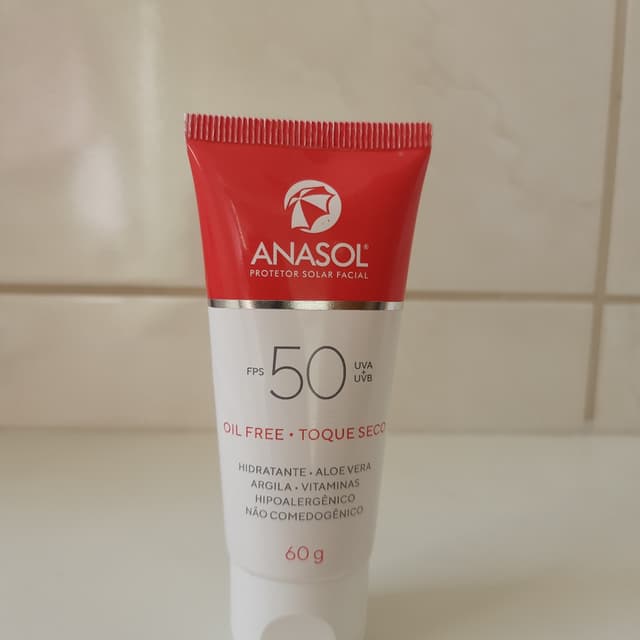 ANASOL®
PROTETOR SOLAR FACIAL
FPS 50 UVA + UVB
OIL FREE • TOQUE SECO
HIDRATANTE • ALOE VERA
ARGILA • VITAMINAS
HIPOALERGÊNICO
NÃO COMEDOGÊNICO
60 g